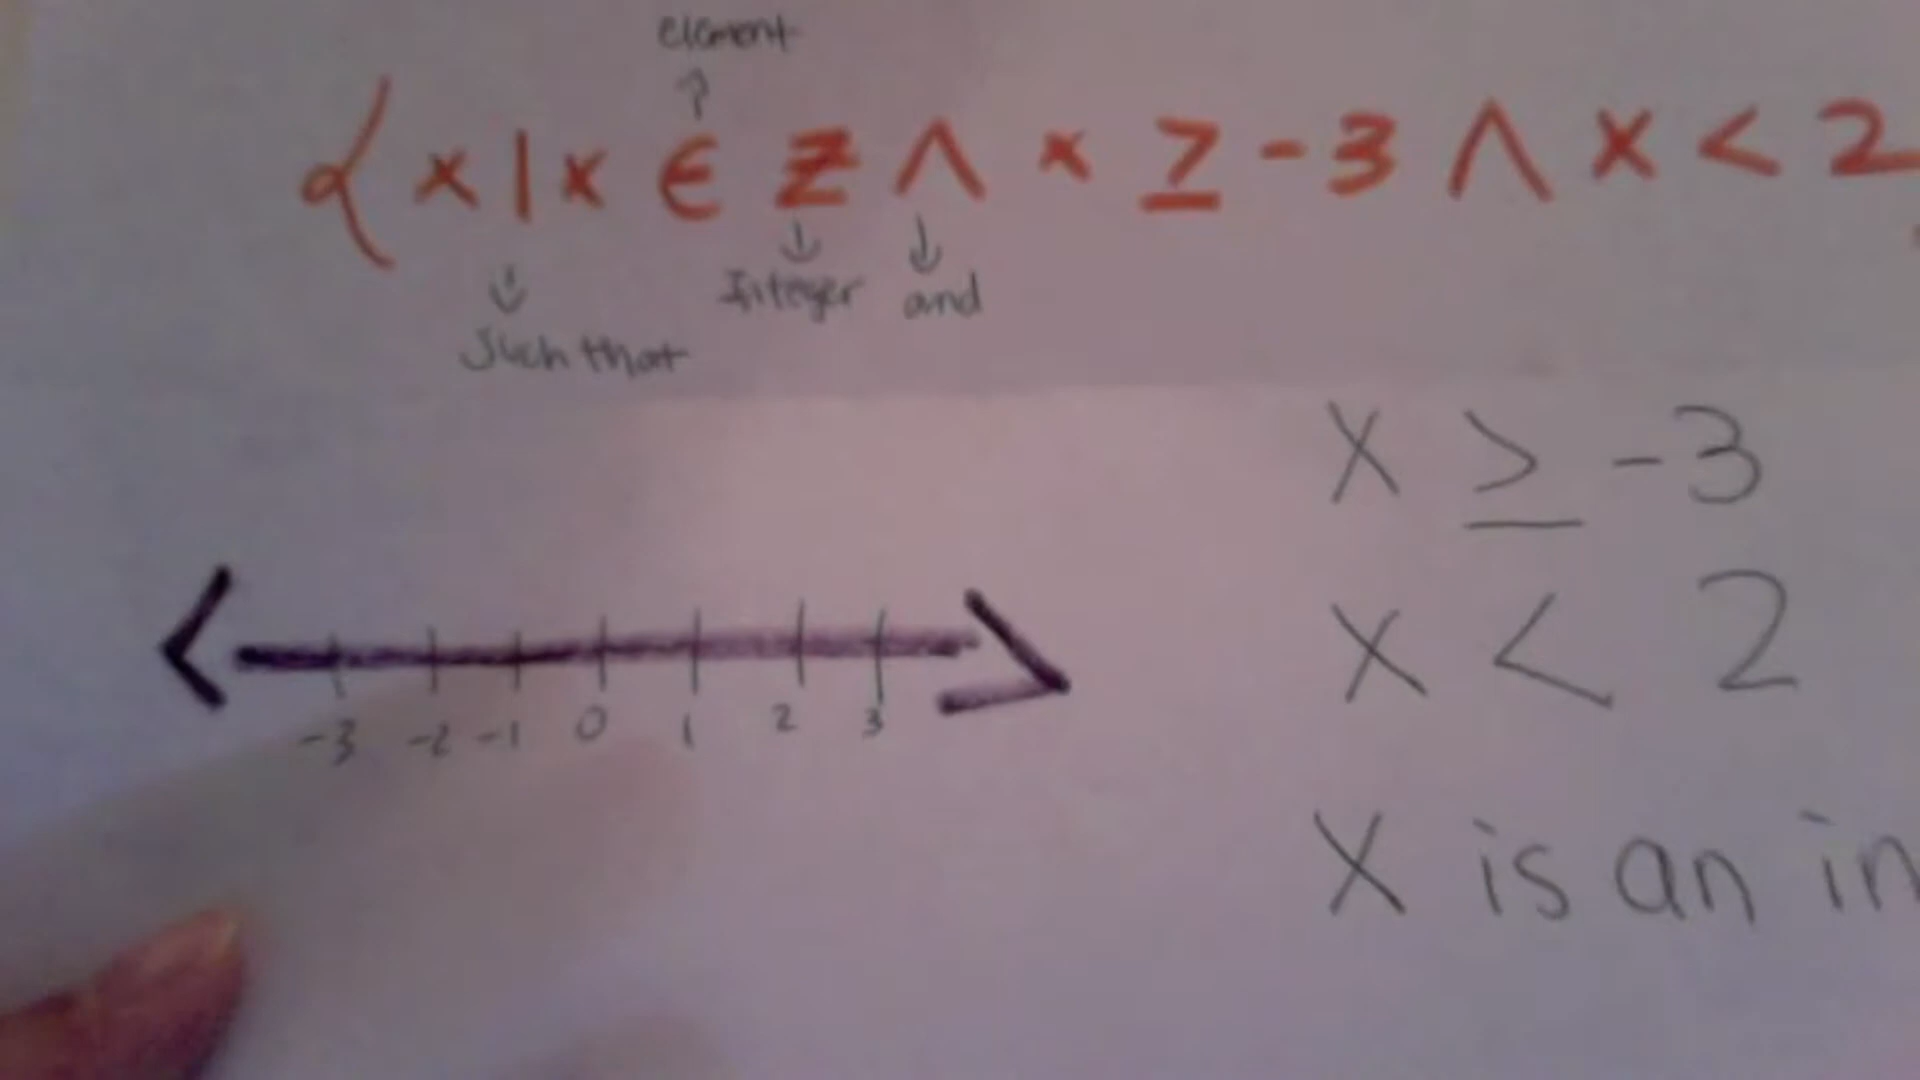 element
{x|x ∈ Z ∧ x ≥ -3 ∧ x < 2
Integer and
Such that
x ≥ -3
x < 2
-3 -2 -1 0 1 2 3
x is an in